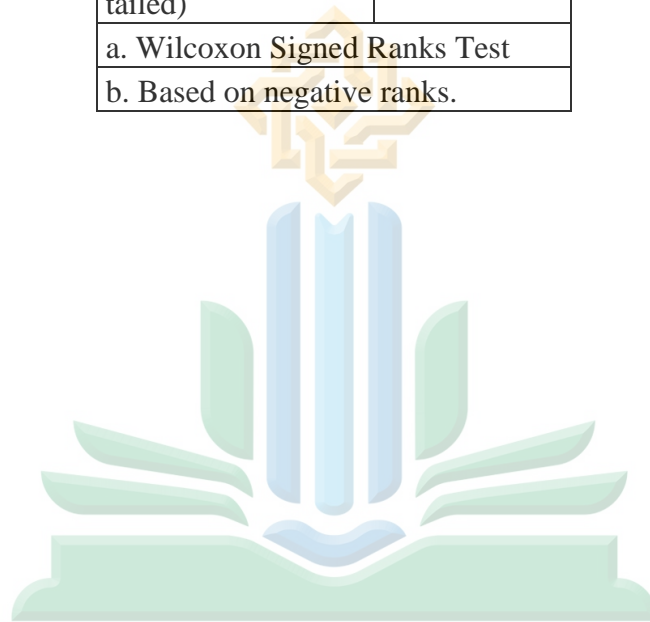 tailed)
a. Wilcoxon Signed Ranks Test
b. Based on negative ranks.